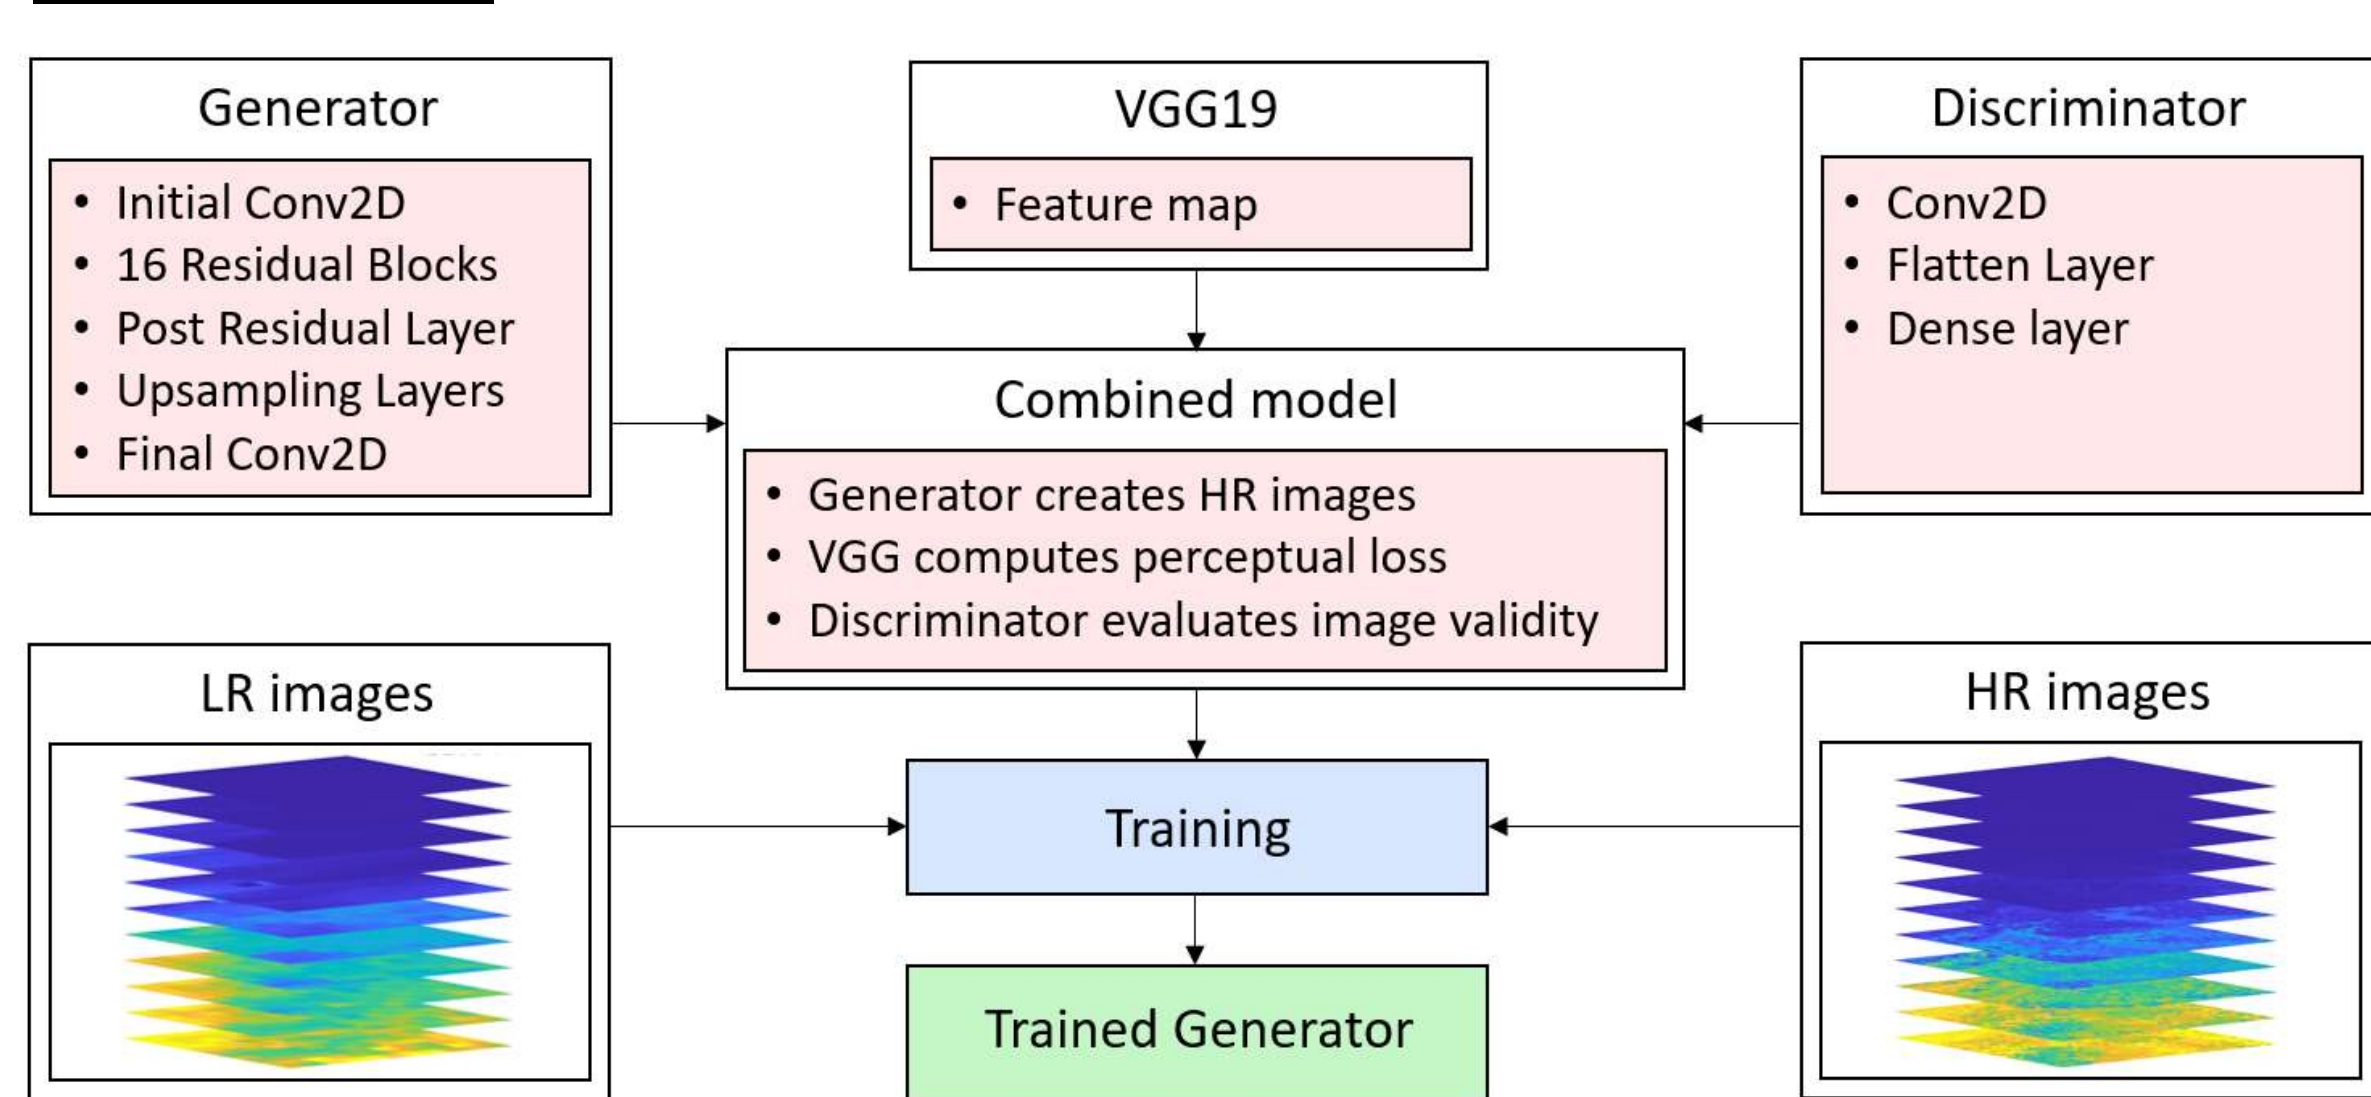 Generator
• Initial Conv2D
• 16 Residual Blocks
• Post Residual Layer
• Upsampling Layers
• Final Conv2D
VGG19
• Feature map
Discriminator
• Conv2D
• Flatten Layer
• Dense layer
Combined model
• Generator creates HR images
• VGG computes perceptual loss
• Discriminator evaluates image validity
LR images
HR images
Training
Trained Generator